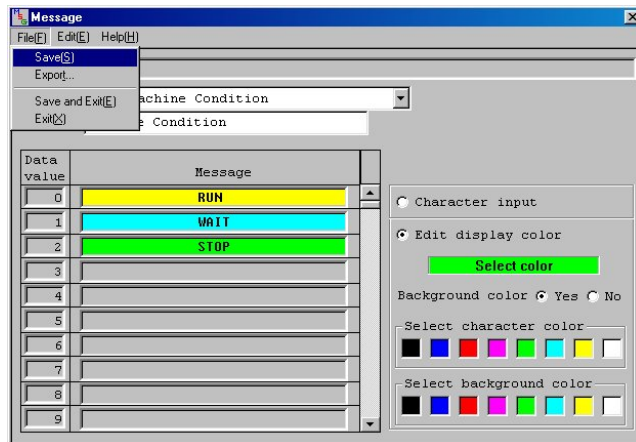 Message
File(F) Edit(E) Help(H)
Save(S)
Export...
Save and Exit(E)
Exit(X)
achine Condition
Condition
Data value
Message
0 RUN
1 WAIT
2 STOP
3
4
5
6
7
8
9
Character input
Edit display color
Select color
Background color Yes No
Select character color
Select background color